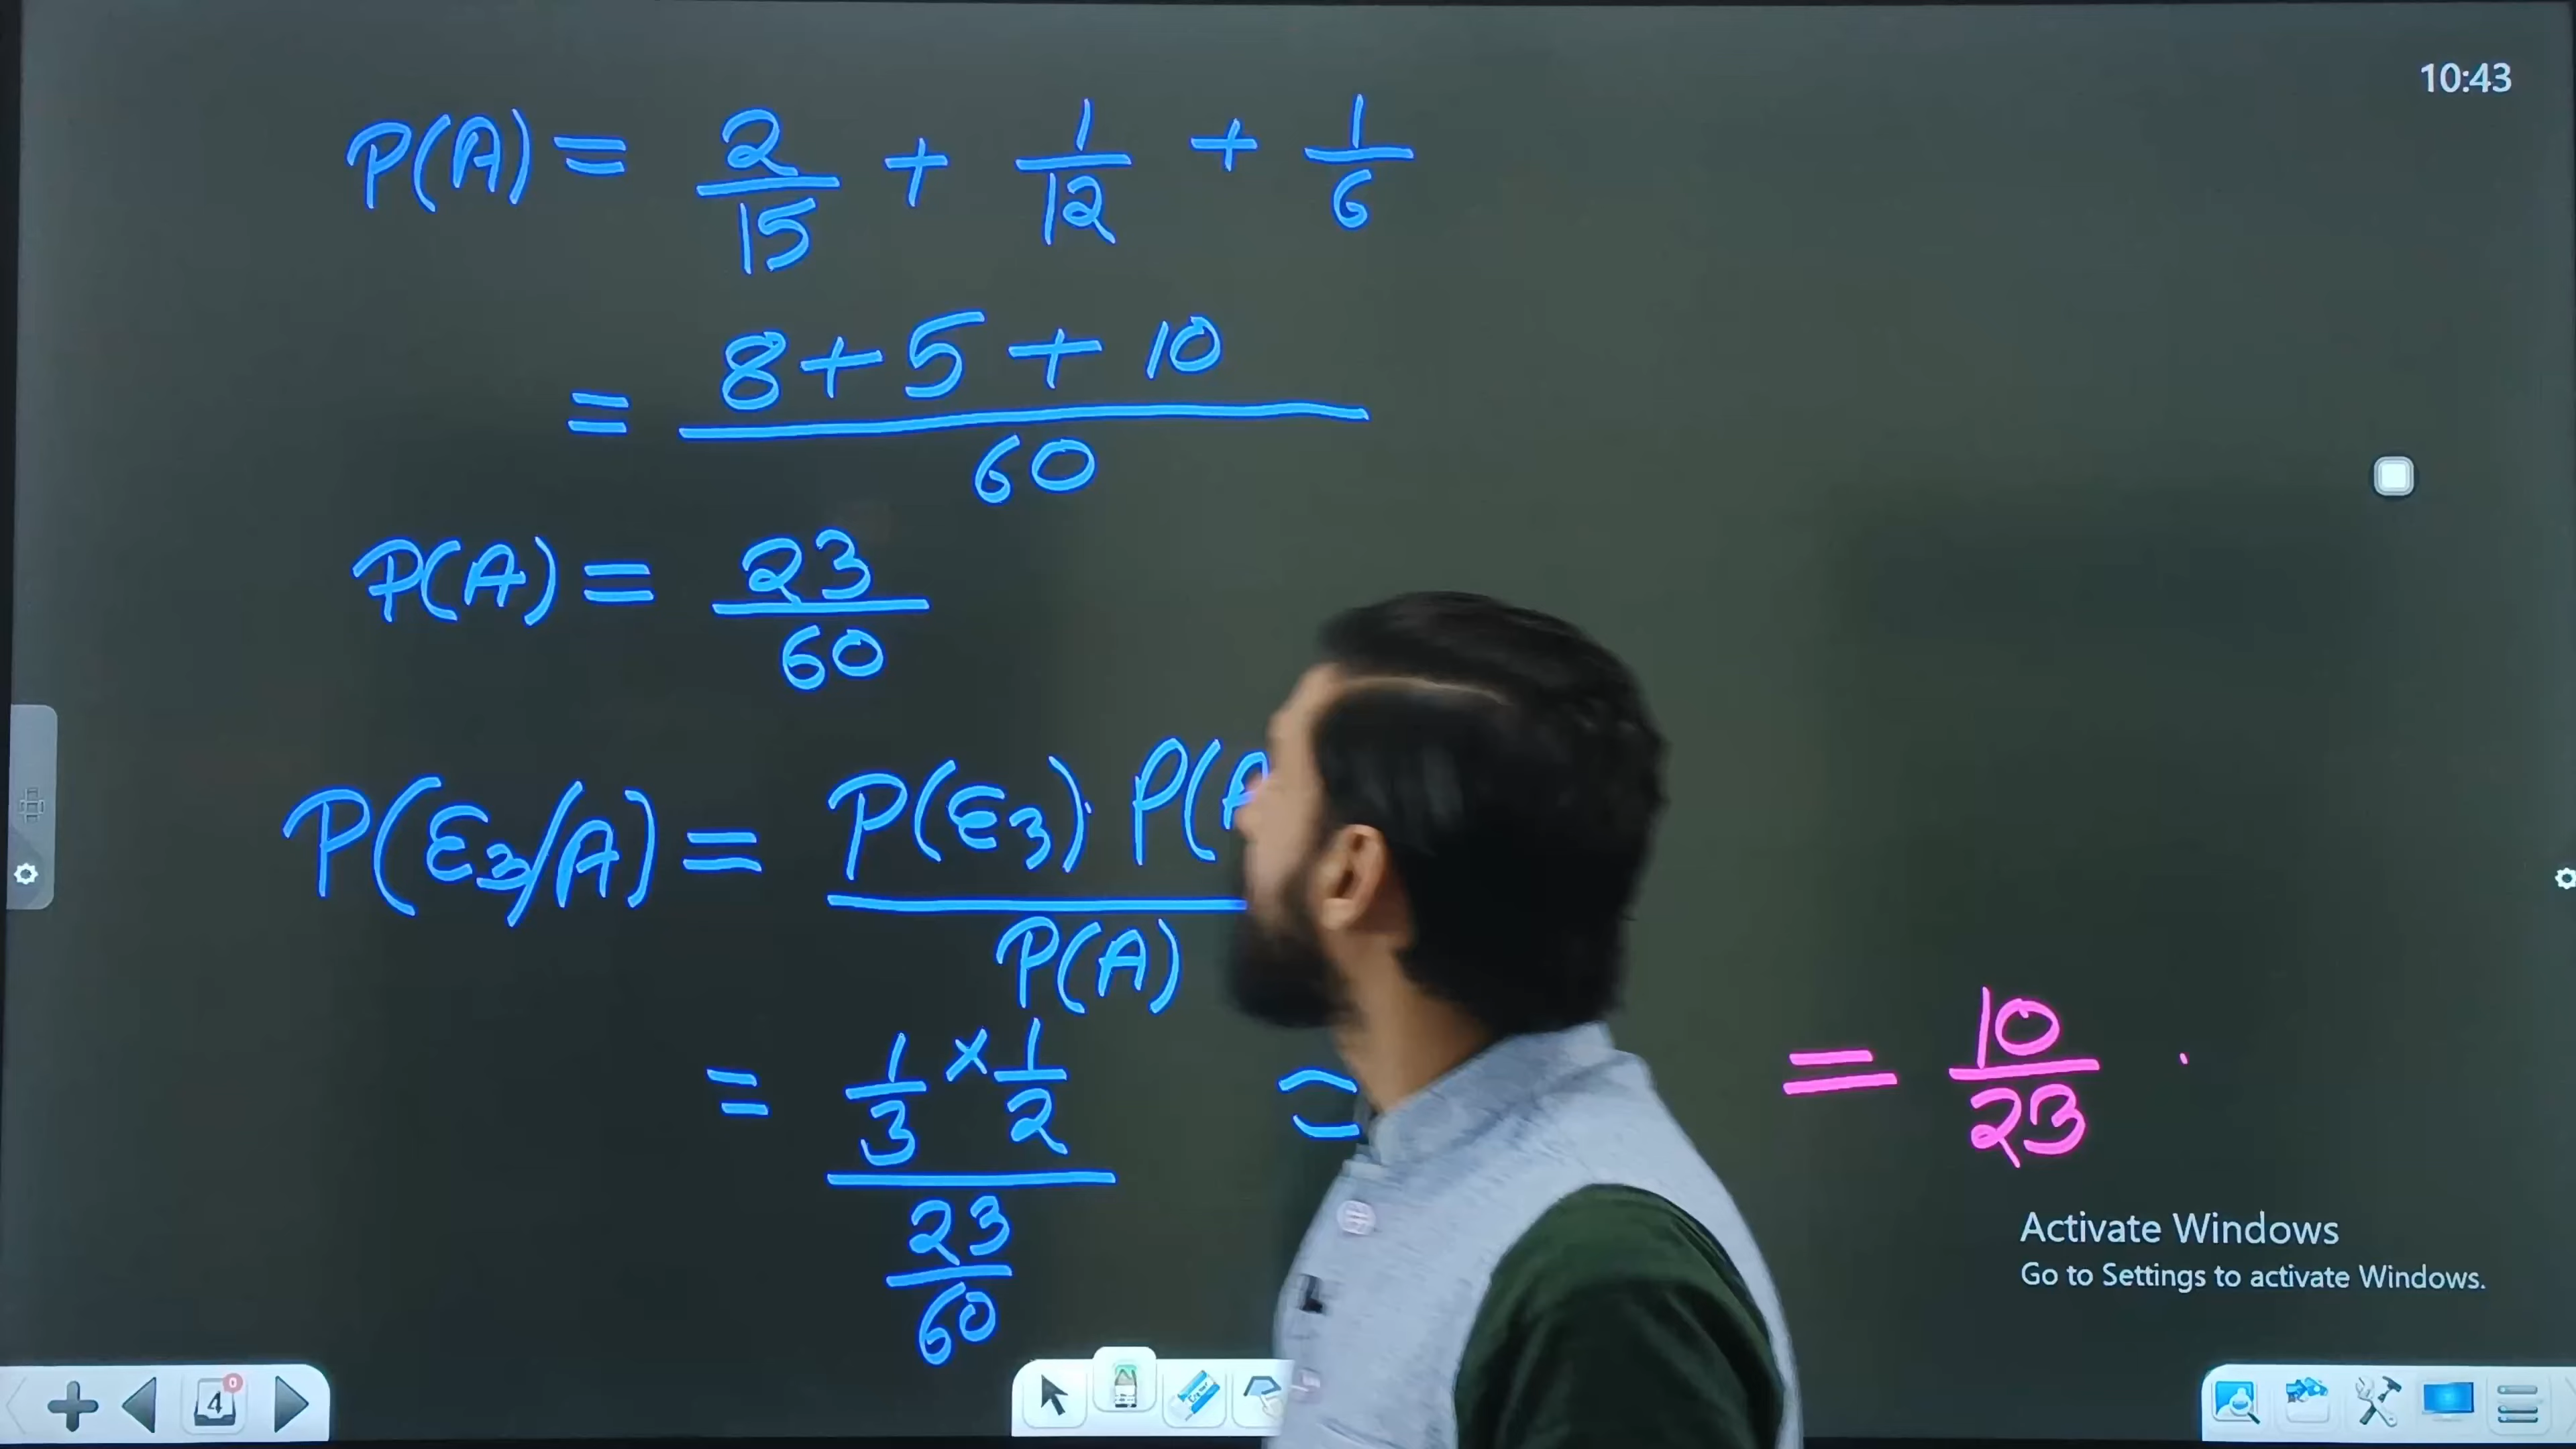 10:43
P(A) = 2/15 + 1/12 + 1/6
= 8+5+10/60
P(A) = 23/60
P(E3/A) = P(E3). P(A
P(A)
= 1/3 × 1/2 / 23/60 =
= 10/23 .
Activate Windows
Go to Settings to activate Windows.
4
0